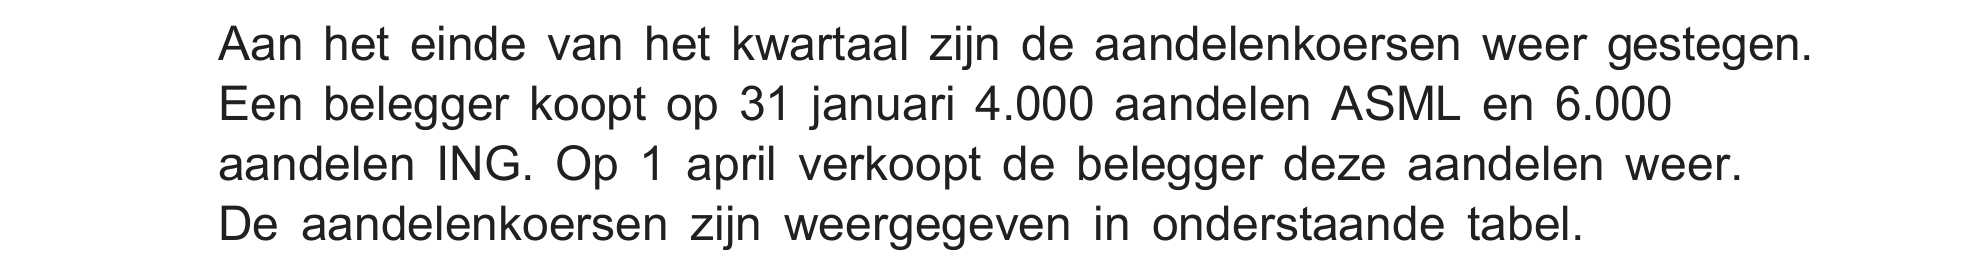 Aan het einde van het kwartaal zijn de aandelenkoersen weer gestegen.
Een belegger koopt op 31 januari 4.000 aandelen ASML en 6.000
aandelen ING. Op 1 april verkoopt de belegger deze aandelen weer.
De aandelenkoersen zijn weergegeven in onderstaande tabel.